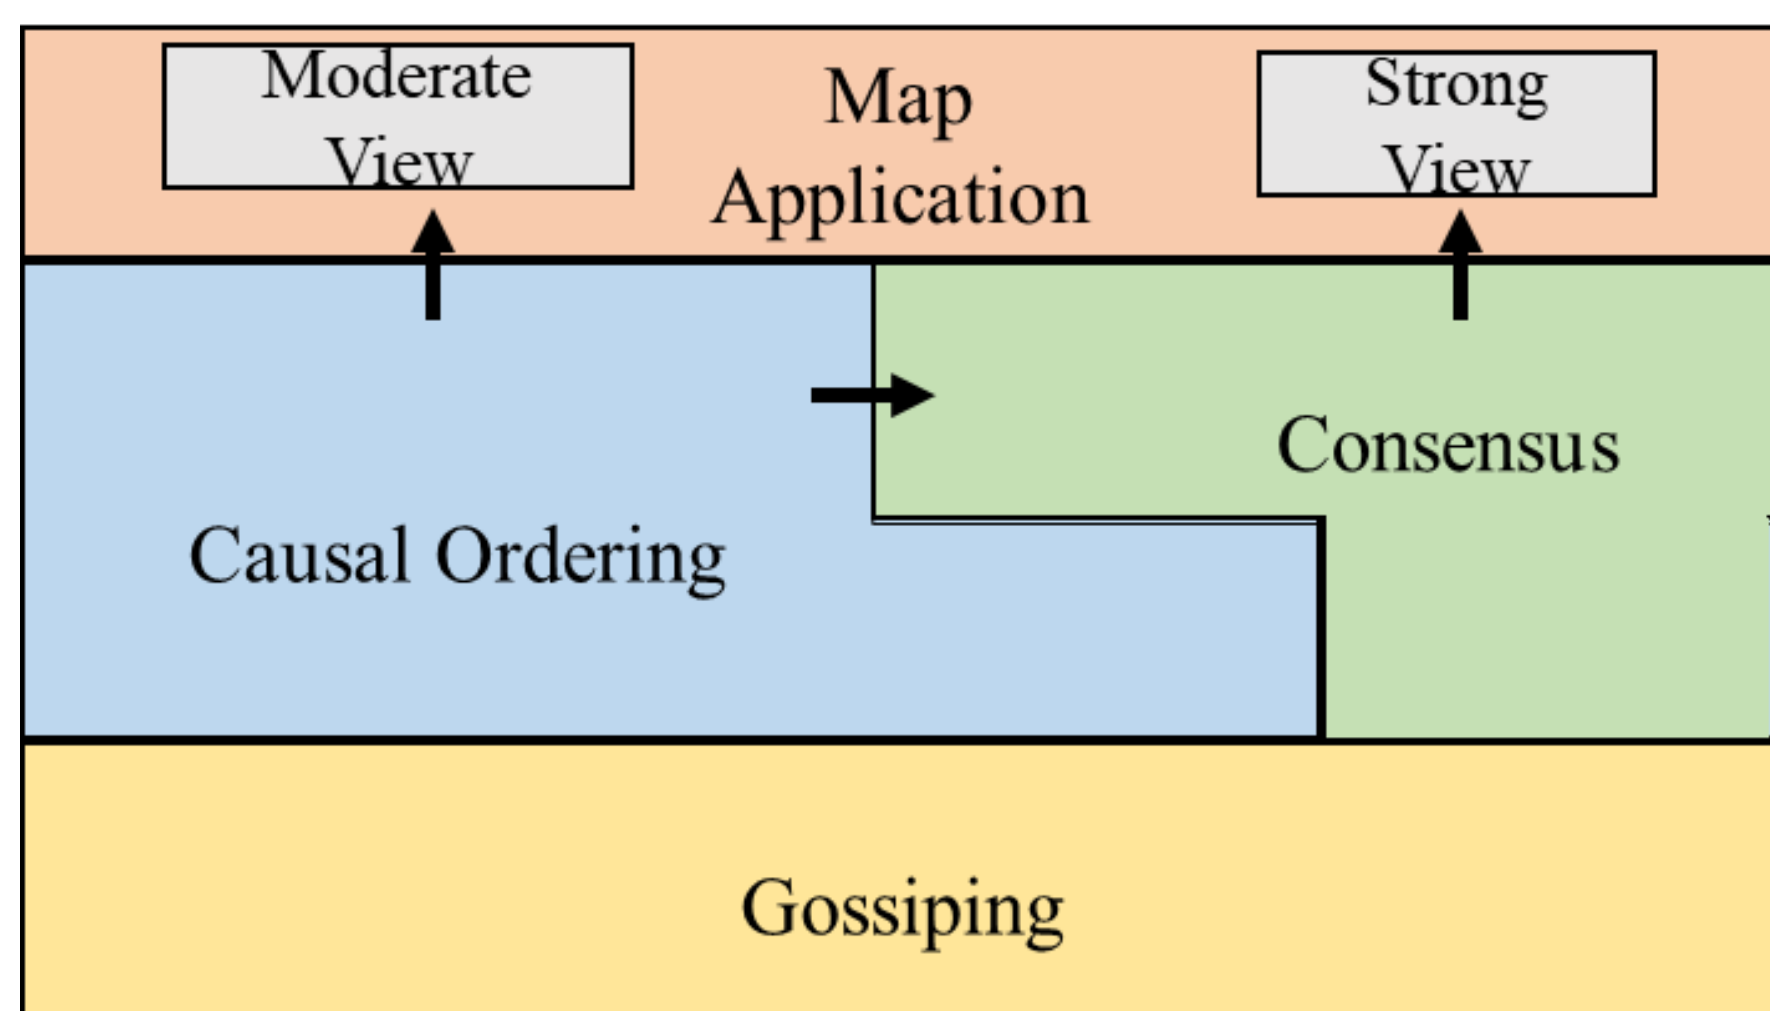 Moderate
View
Map
Application
Strong
View
Consensus
Causal Ordering
Gossiping